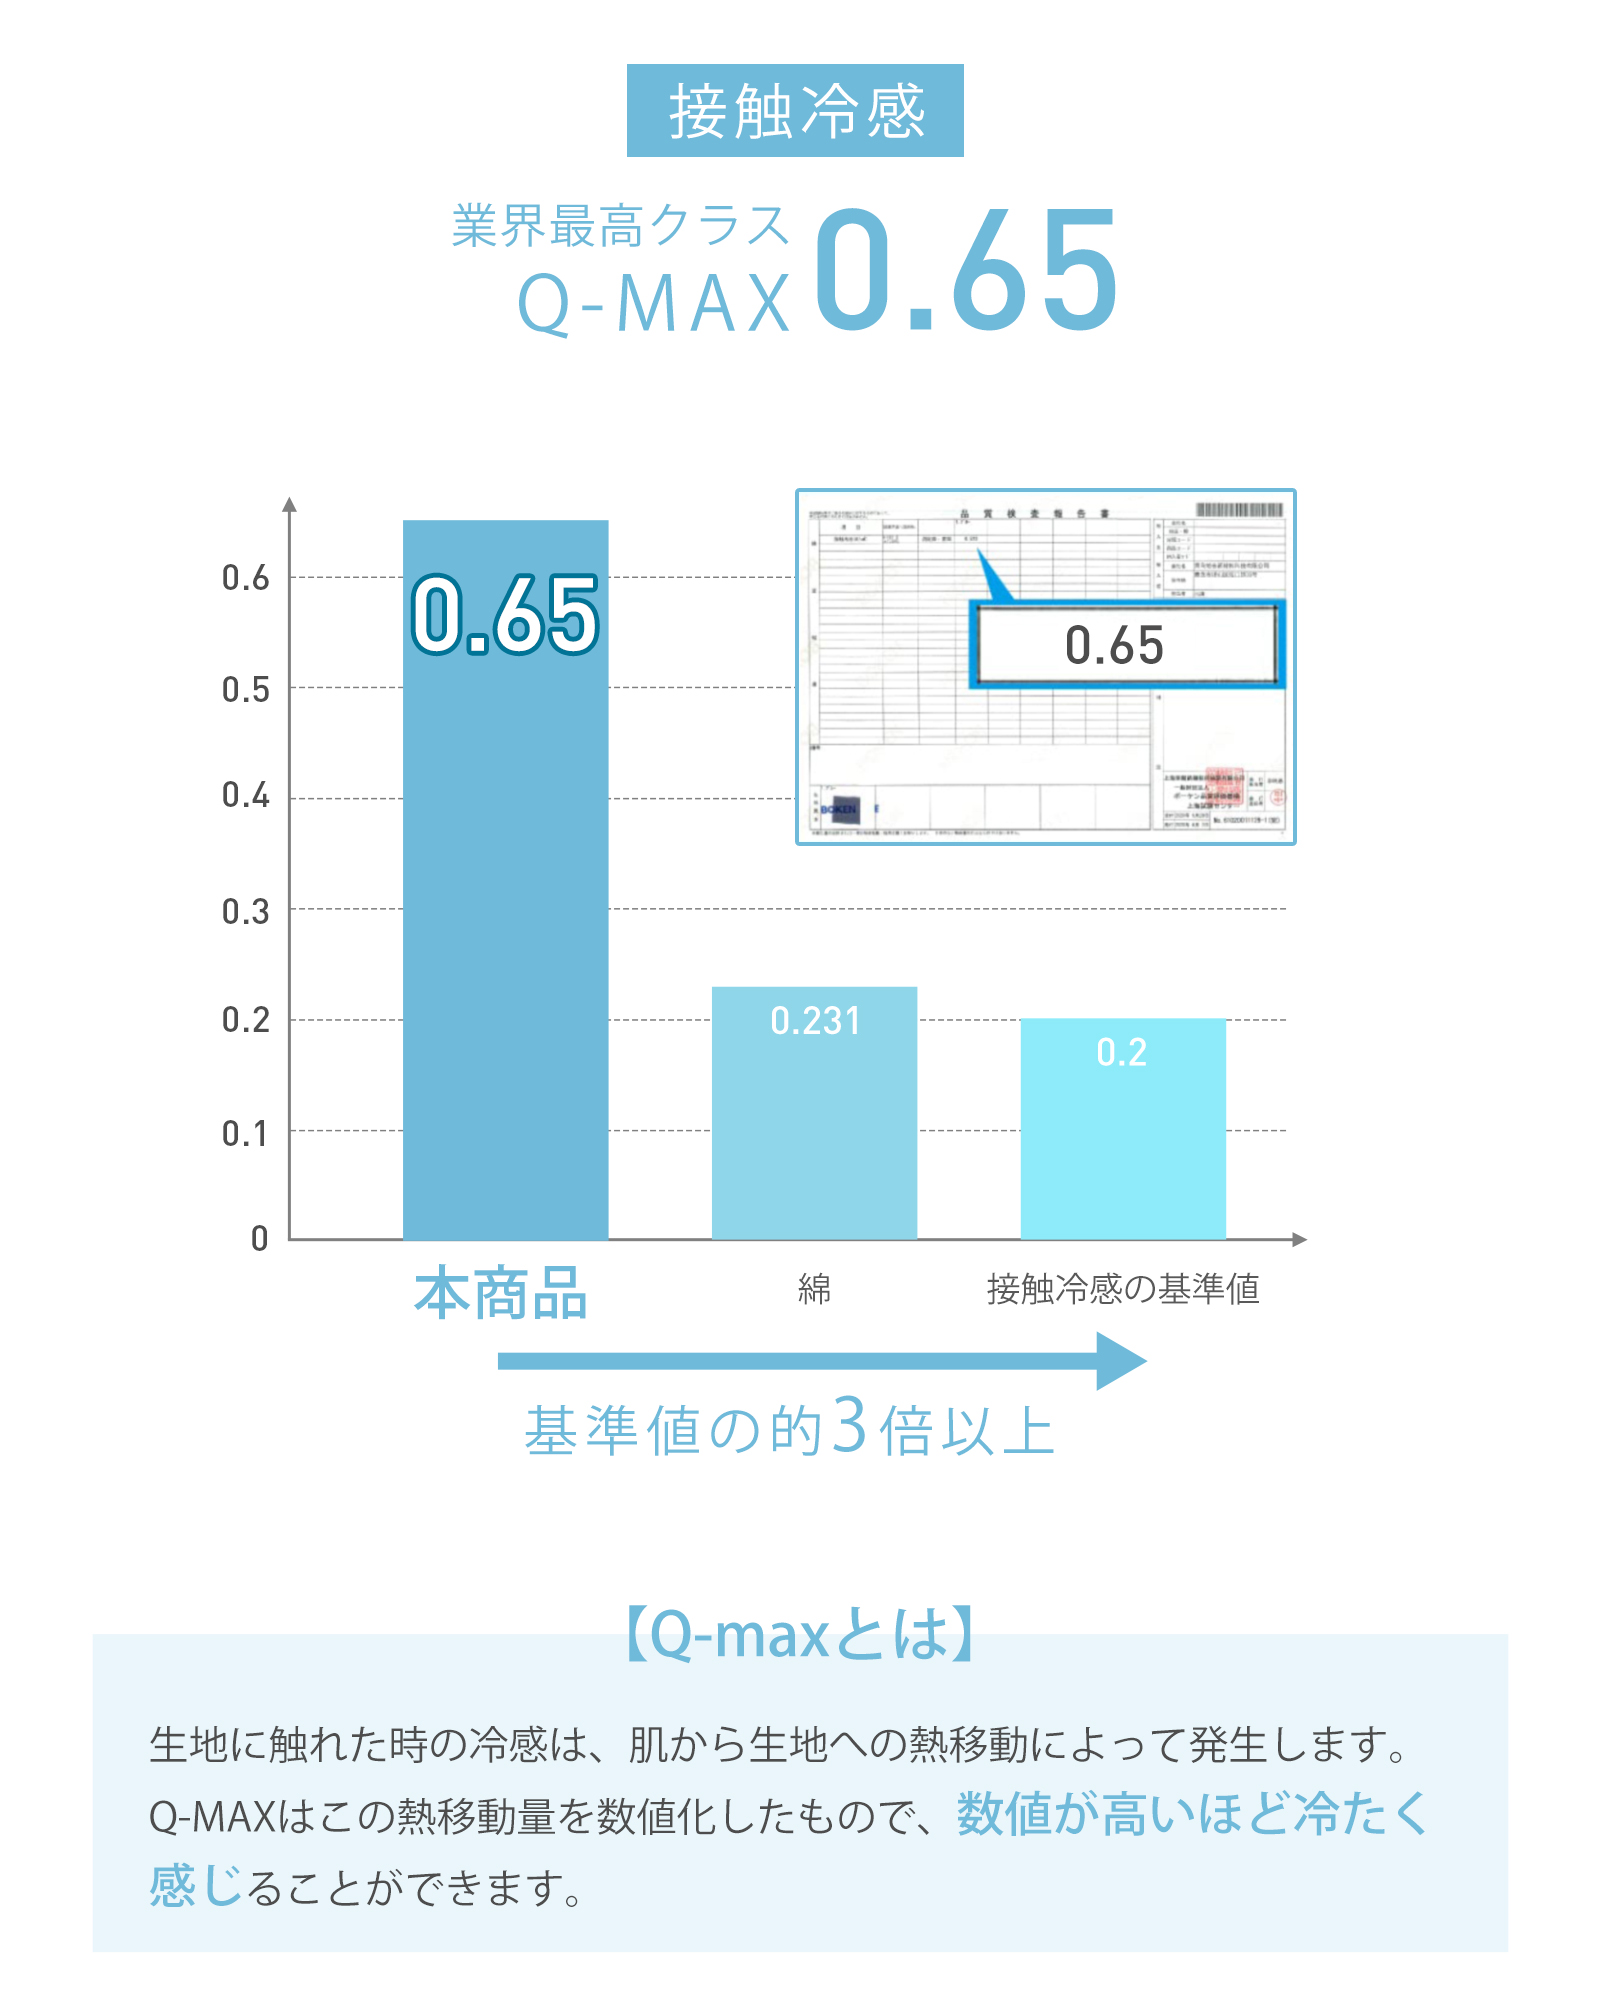 接触冷感
業界最高クラス
Q-MAX 0.65
0.6
0.5
0.4
0.3
0.2
0.1
0
0.65
0.231
0.2
品質検査報告書
0.65
BOKEN
本商品
綿
接触冷感の基準値
基準値の的3倍以上
【Q-maxとは】
生地に触れた時の冷感は、肌から生地への熱移動によって発生します。
Q-MAXはこの熱移動量を数値化したもので、数値が高いほど冷たく
感じることができます。